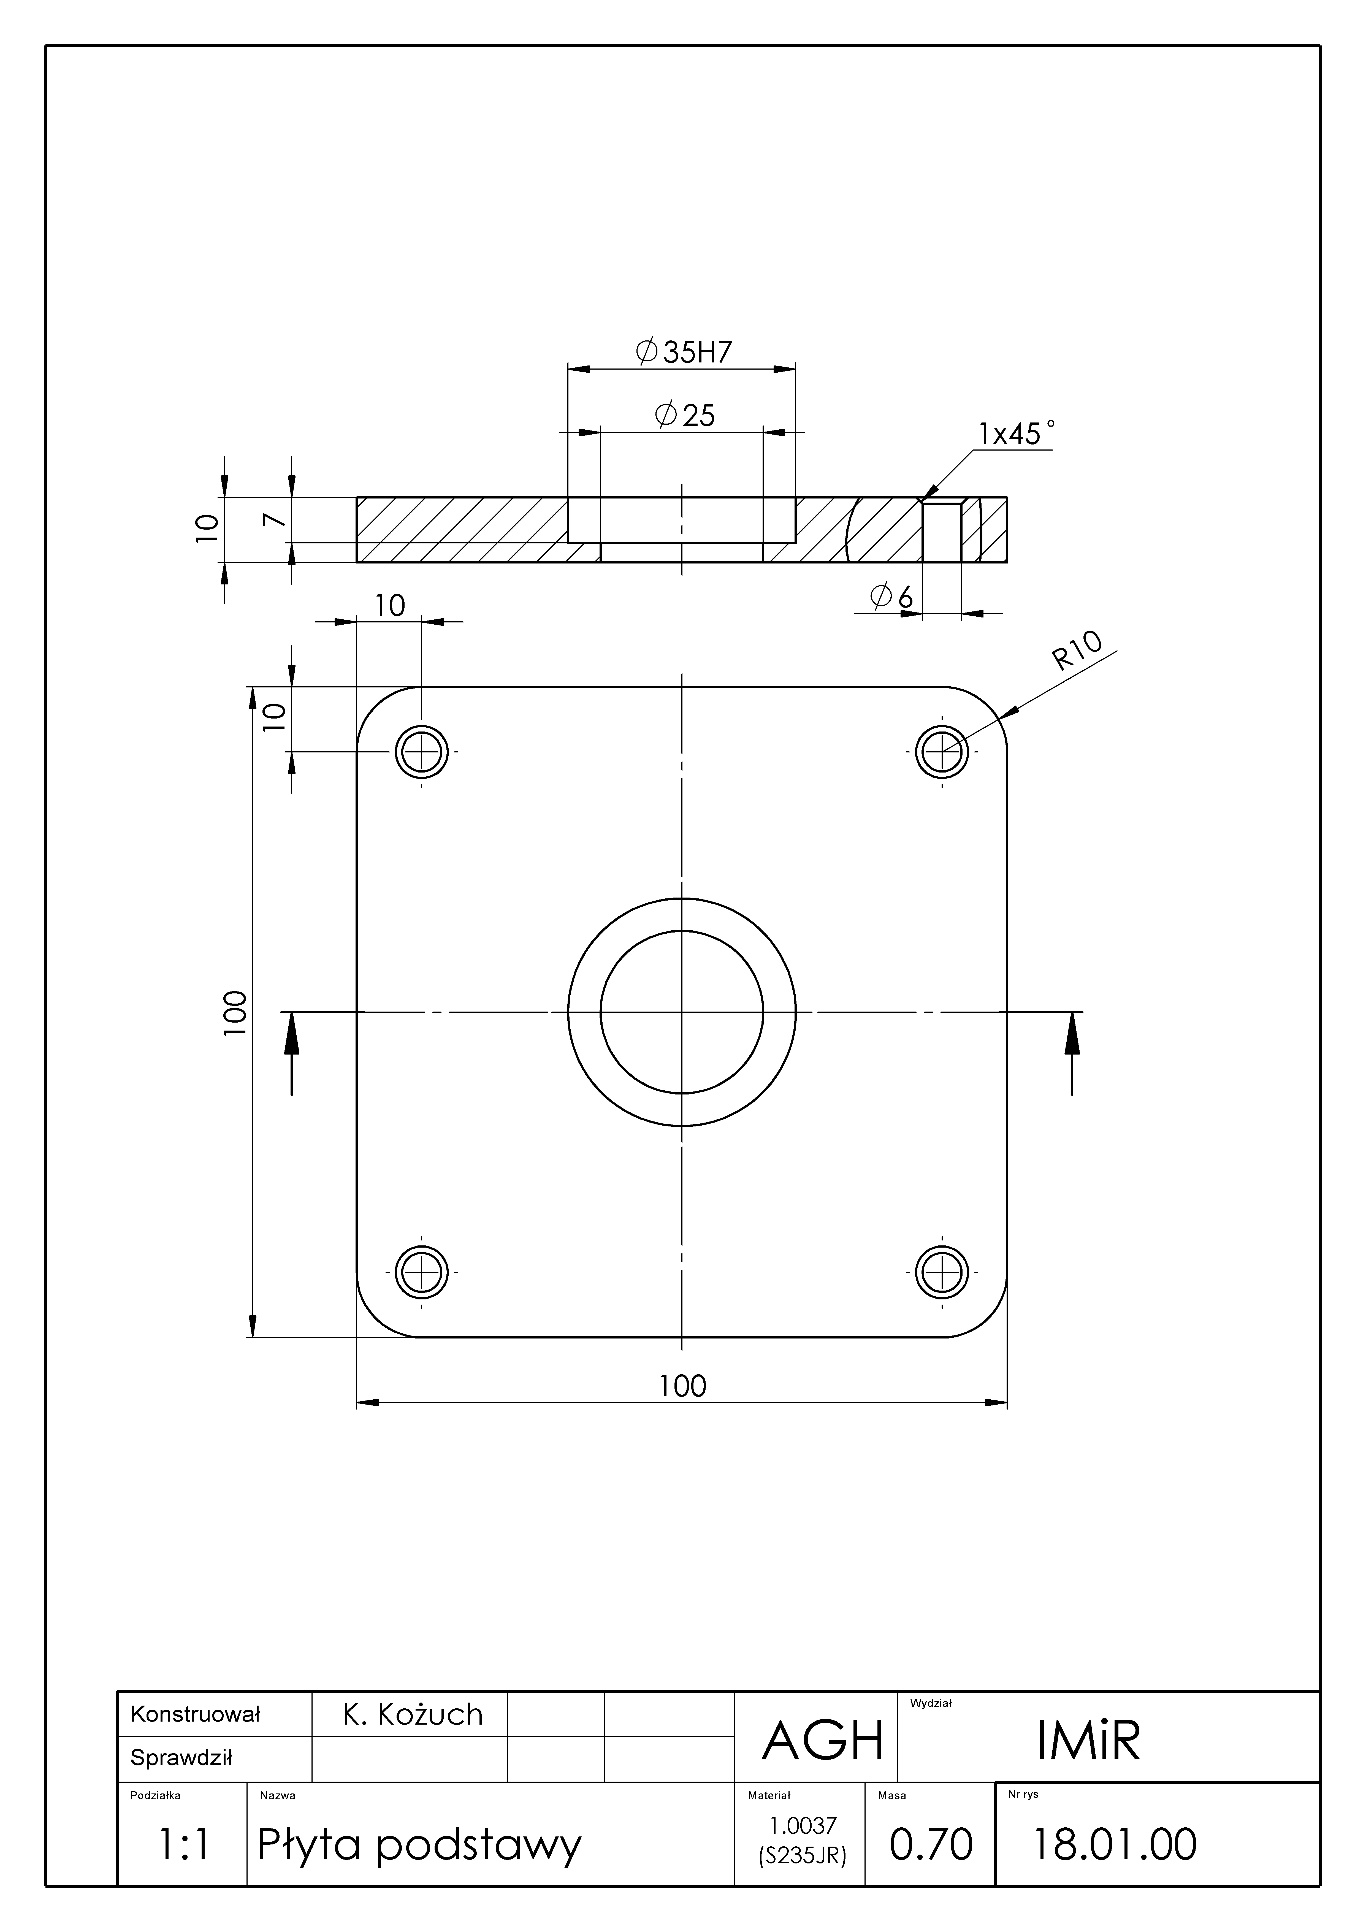 ⌀35H7
⌀25
1x45°
10
7
⌀6
10
R10
10
100
100
Konstruował
K. Kożuch
Sprawdził
AGH
Wydział
IMiR
Podziałka
1:1
Nazwa
Płyta podstawy
Materiał
1.0037
(S235JR)
Masa
0.70
Nr rys
18.01.00